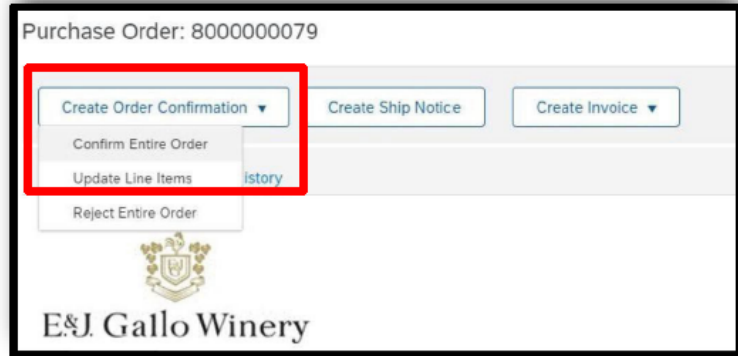 Purchase Order: 8000000079
Create Order Confirmation ▼ Create Ship Notice Create Invoice ▼
Confirm Entire Order
Update Line Items istory
Reject Entire Order
E&J. Gallo Winery